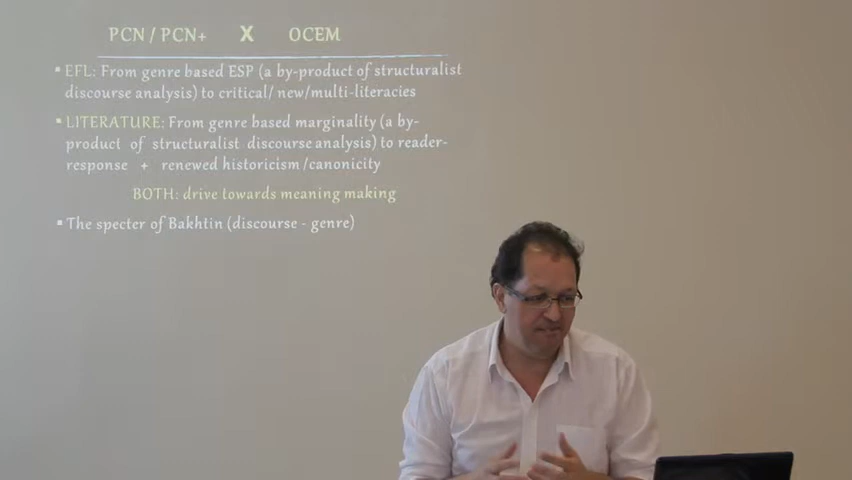 PCN / PCN+ X OCEM
▪ EFL: From genre based ESP (a by-product of structuralist
discourse analysis) to critical/ new/multi-literacies
▪ LITERATURE: From genre based marginality (a by-
product of structuralist discourse analysis) to reader-
response + renewed historicism /canonicity
BOTH: drive towards meaning making
▪ The specter of Bakhtin (discourse - genre)